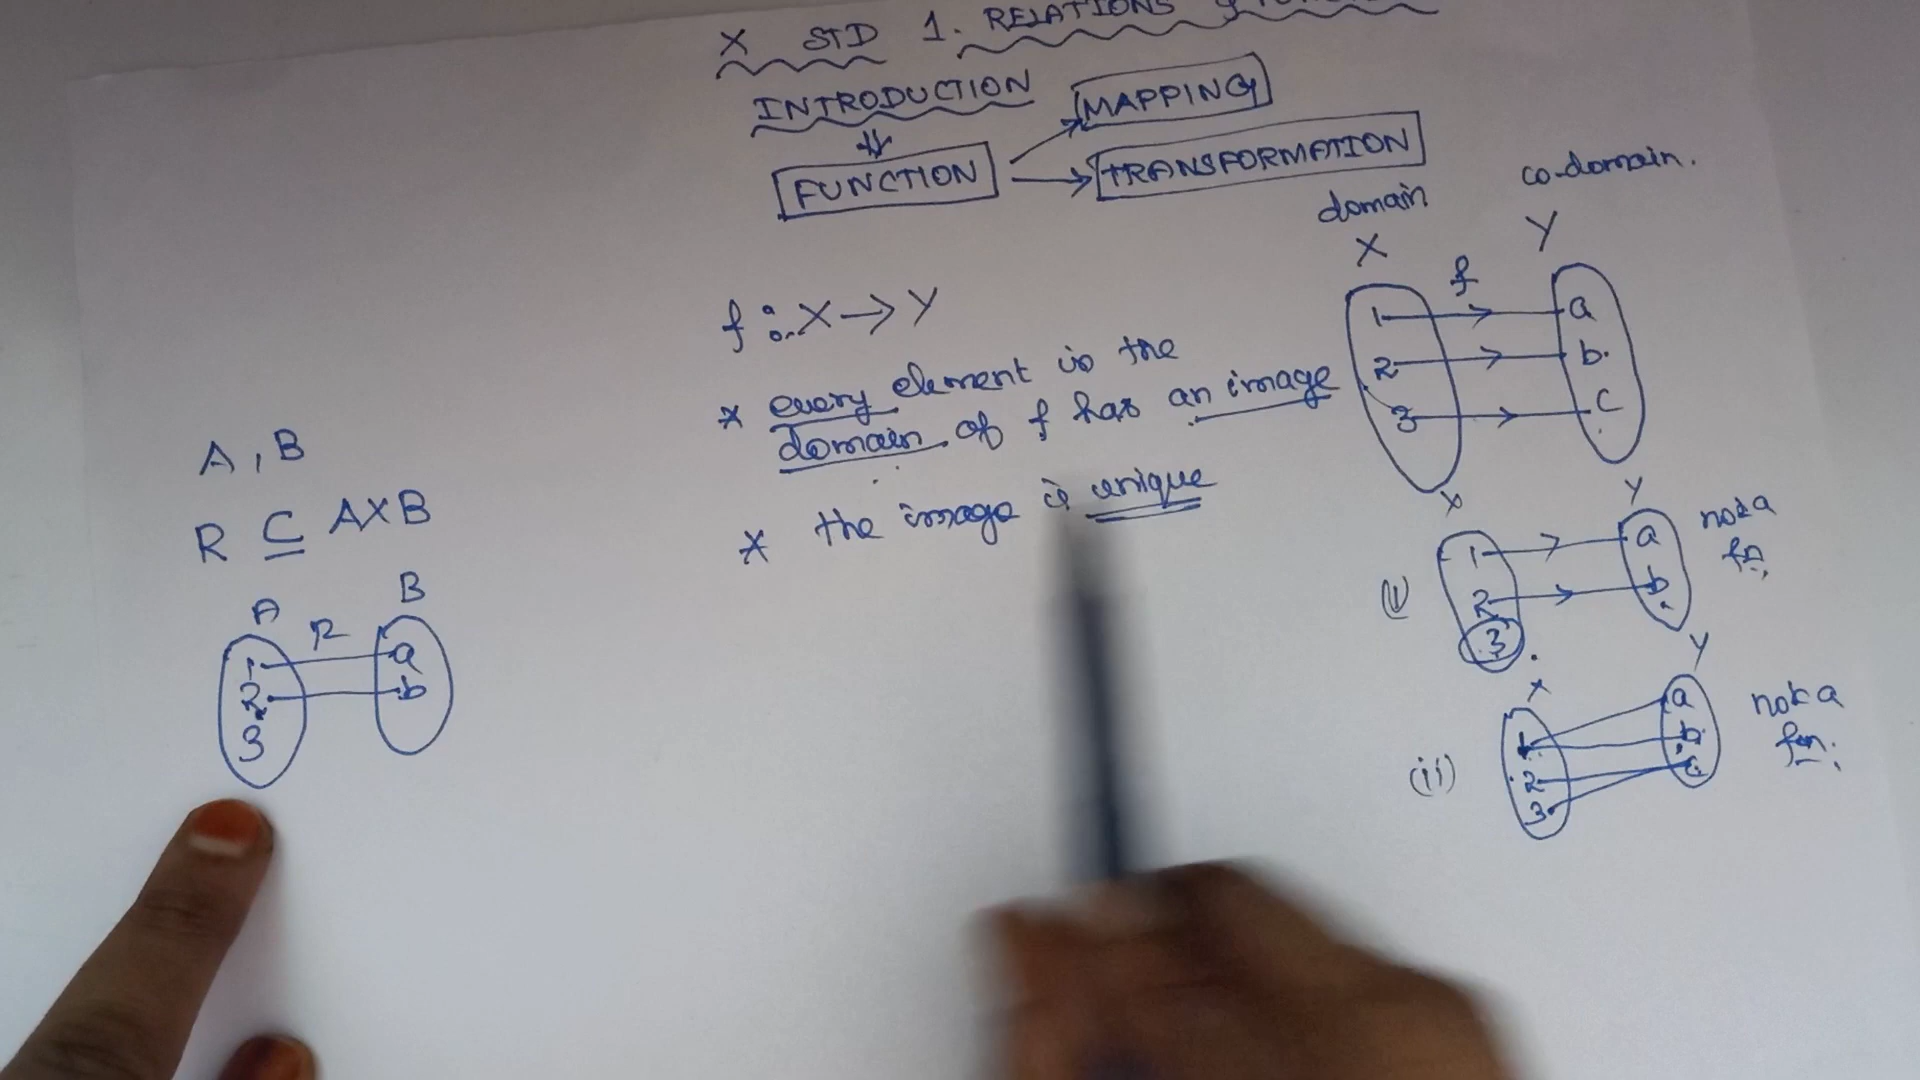 X STD 1. RELATIONS &
INTRODUCTION
FUNCTION
MAPPING
TRANSFORMATION
f : X → Y
* every element in the
domain of f has an image
* the image is unique
A, B
R ⊆ A×B
A R B
1 a
2 b
3
domain co-domain.
X f Y
1 a
2 b.
3 c
X Y
(i) 1 a not a
2 b fn.
3
X Y
(ii) 1 a not a
2 b fn.
3 c